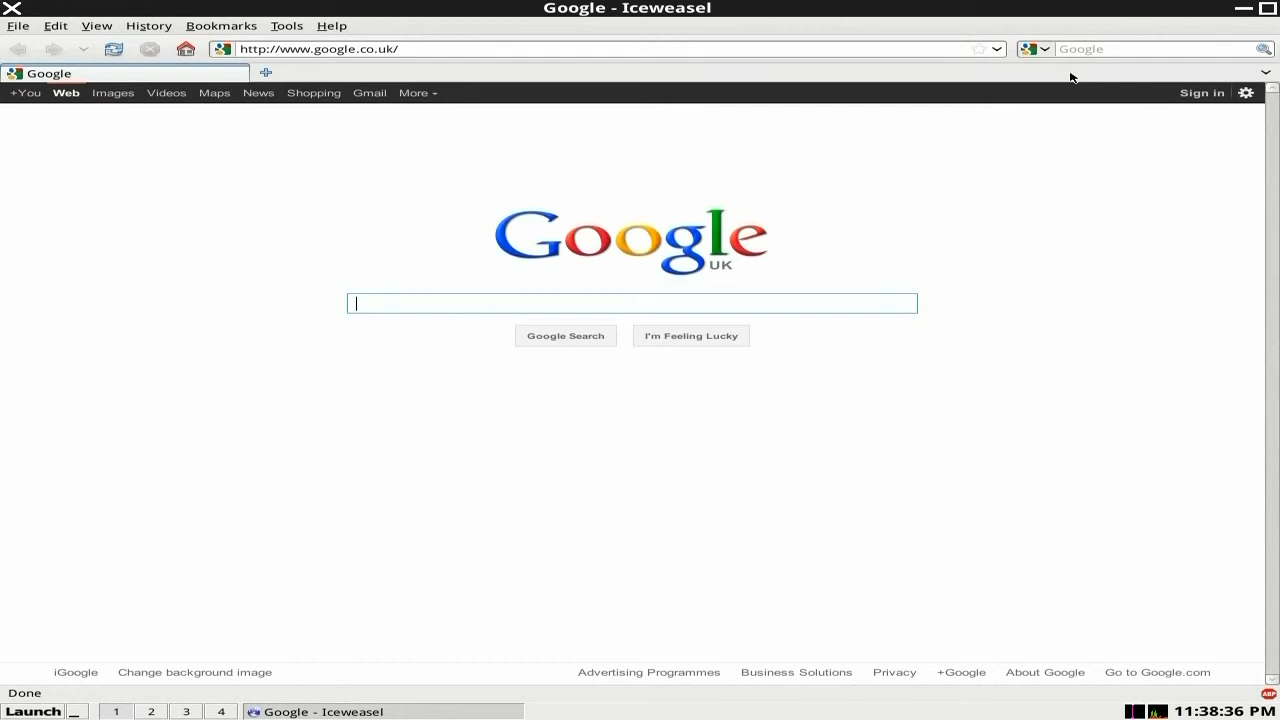 Google - Iceweasel
File Edit View History Bookmarks Tools Help
http://www.google.co.uk/ Google
Google
+You Web Images Videos Maps News Shopping Gmail More Sign in
Google
UK
Google Search I'm Feeling Lucky
iGoogle Change background image Advertising Programmes Business Solutions Privacy +Google About Google Go to Google.com
Done ABP
Launch _ 1 2 3 4 Google - Iceweasel 11:38:36 PM